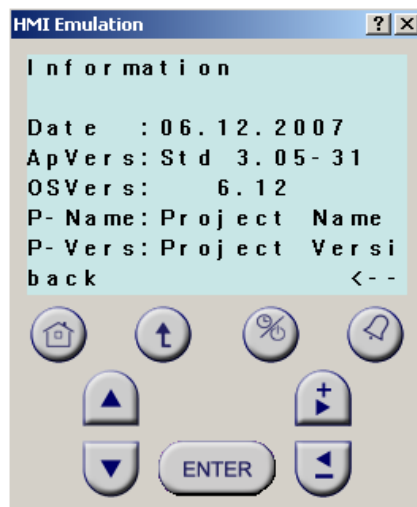 HMI Emulation
Information
Date :06.12.2007
ApVers:Std 3.05-31
OSVers: 6.12
P-Name:Project Name
P-Vers:Project Versi
back <--
ENTER